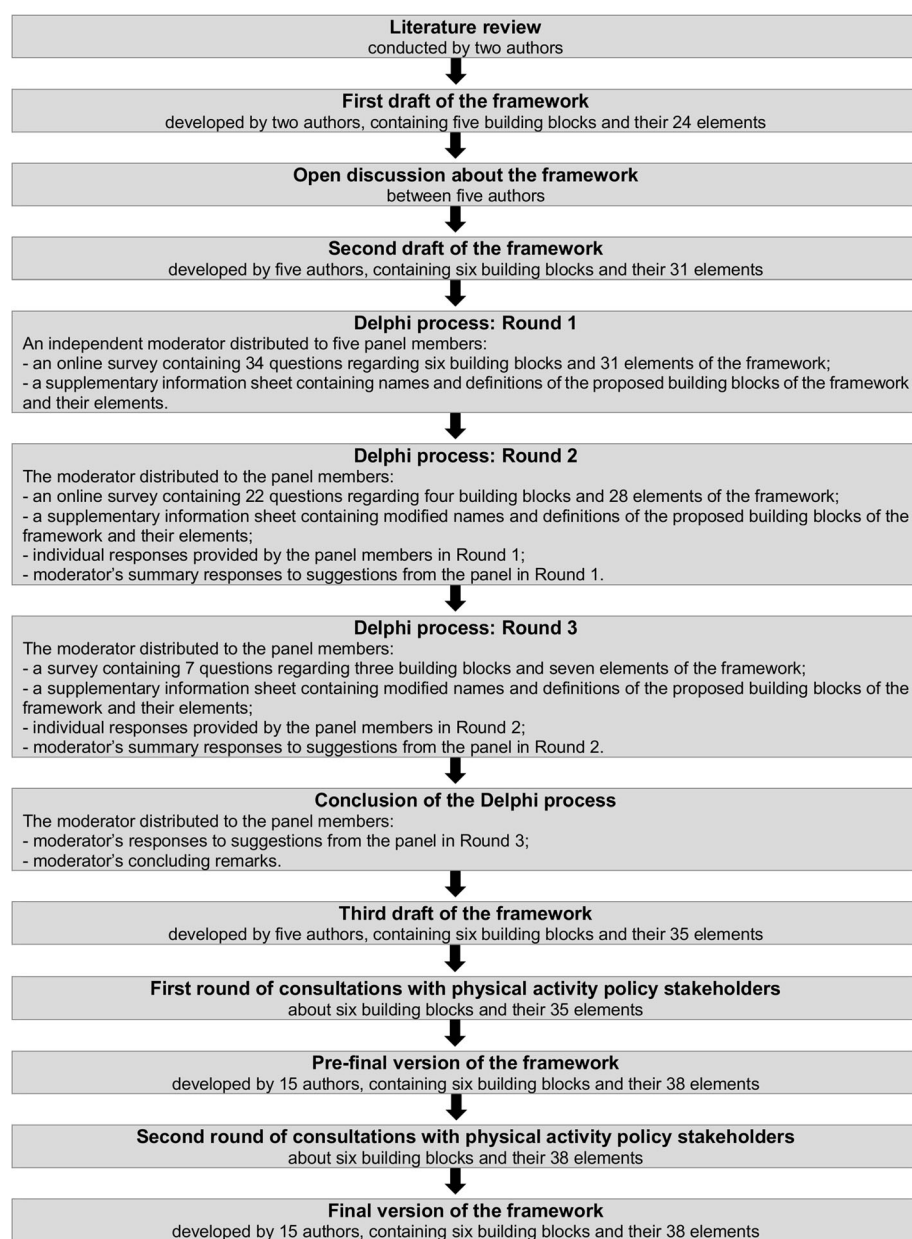 Literature review
conducted by two authors
First draft of the framework
developed by two authors, containing five building blocks and their 24 elements
Open discussion about the framework
between five authors
Second draft of the framework
developed by five authors, containing six building blocks and their 31 elements
Delphi process: Round 1
An independent moderator distributed to five panel members:
- an online survey containing 34 questions regarding six building blocks and 31 elements of the framework;
- a supplementary information sheet containing names and definitions of the proposed building blocks of the framework
and their elements.
Delphi process: Round 2
The moderator distributed to the panel members:
- an online survey containing 22 questions regarding four building blocks and 28 elements of the framework;
- a supplementary information sheet containing modified names and definitions of the proposed building blocks of the
framework and their elements;
- individual responses provided by the panel members in Round 1;
- moderator's summary responses to suggestions from the panel in Round 1.
Delphi process: Round 3
The moderator distributed to the panel members:
- a survey containing 7 questions regarding three building blocks and seven elements of the framework;
- a supplementary information sheet containing modified names and definitions of the proposed building blocks of the
framework and their elements;
- individual responses provided by the panel members in Round 2;
- moderator's summary responses to suggestions from the panel in Round 2.
Conclusion of the Delphi process
The moderator distributed to the panel members:
- moderator's responses to suggestions from the panel in Round 3;
- moderator's concluding remarks.
Third draft of the framework
developed by five authors, containing six building blocks and their 35 elements
First round of consultations with physical activity policy stakeholders
about six building blocks and their 35 elements
Pre-final version of the framework
developed by 15 authors, containing six building blocks and their 38 elements
Second round of consultations with physical activity policy stakeholders
about six building blocks and their 38 elements
Final version of the framework
developed by 15 authors, containing six building blocks and their 38 elements